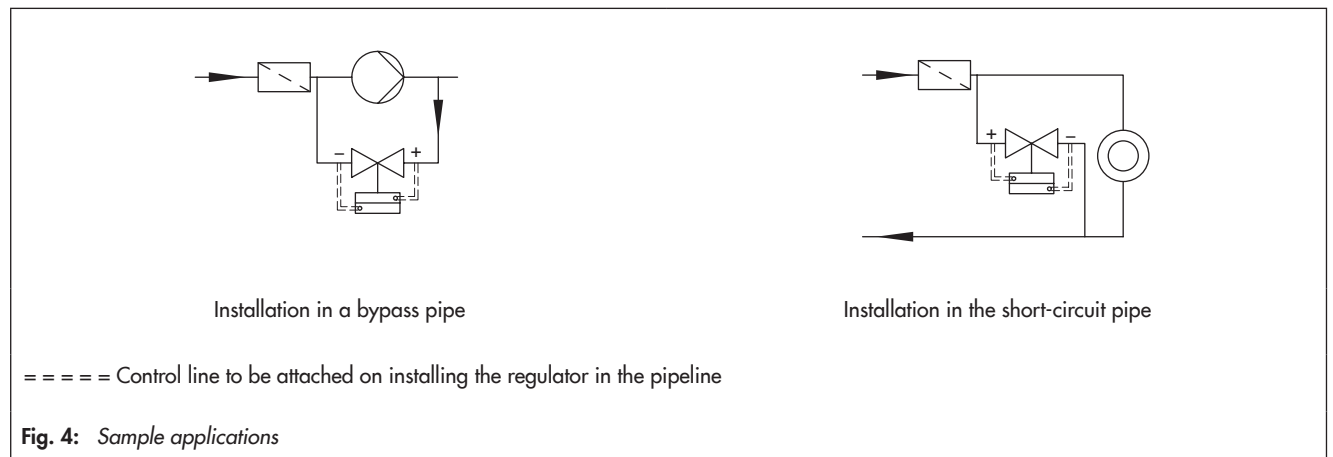 – +
+ –
Installation in a bypass pipe
Installation in the short-circuit pipe
= = = = = Control line to be attached on installing the regulator in the pipeline
Fig. 4: Sample applications